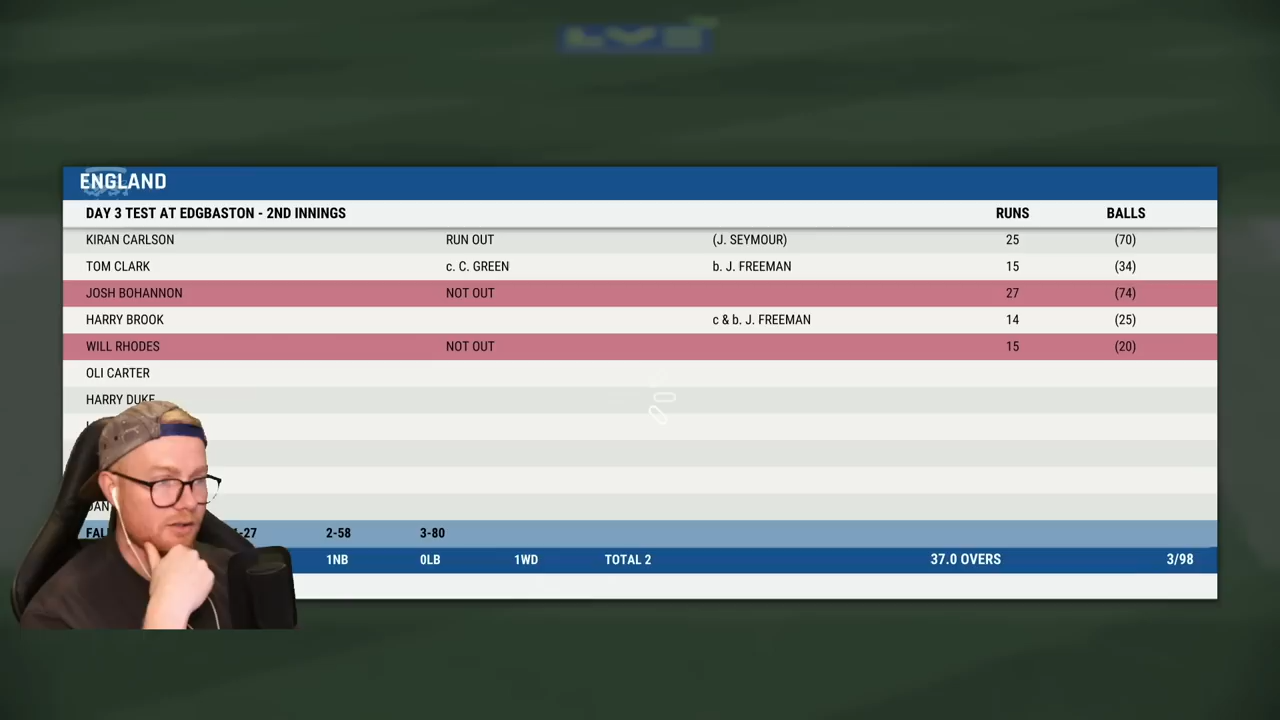 ENGLAND
DAY 3 TEST AT EDGBASTON - 2ND INNINGS RUNS BALLS
KIRAN CARLSON RUN OUT (J. SEYMOUR) 25 (70)
TOM CLARK c. C. GREEN b. J. FREEMAN 15 (34)
JOSH BOHANNON NOT OUT 27 (74)
HARRY BROOK c & b. J. FREEMAN 14 (25)
WILL RHODES NOT OUT 15 (20)
OLI CARTER
HARRY DUKE
2-58 3-80
1NB 0LB 1WD TOTAL 2 37.0 OVERS 3/98